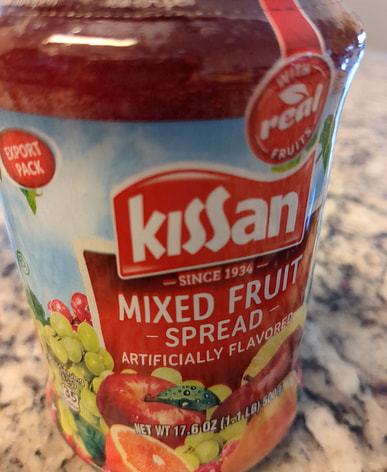 WITH
real
FRUITS
EXPORT
PACK
KISSAN
SINCE 1934
MIXED FRUIT
- SPREAD -
ARTIFICIALLY FLAVORED
NET WT 17.6 OZ (1.1 LB) 500g